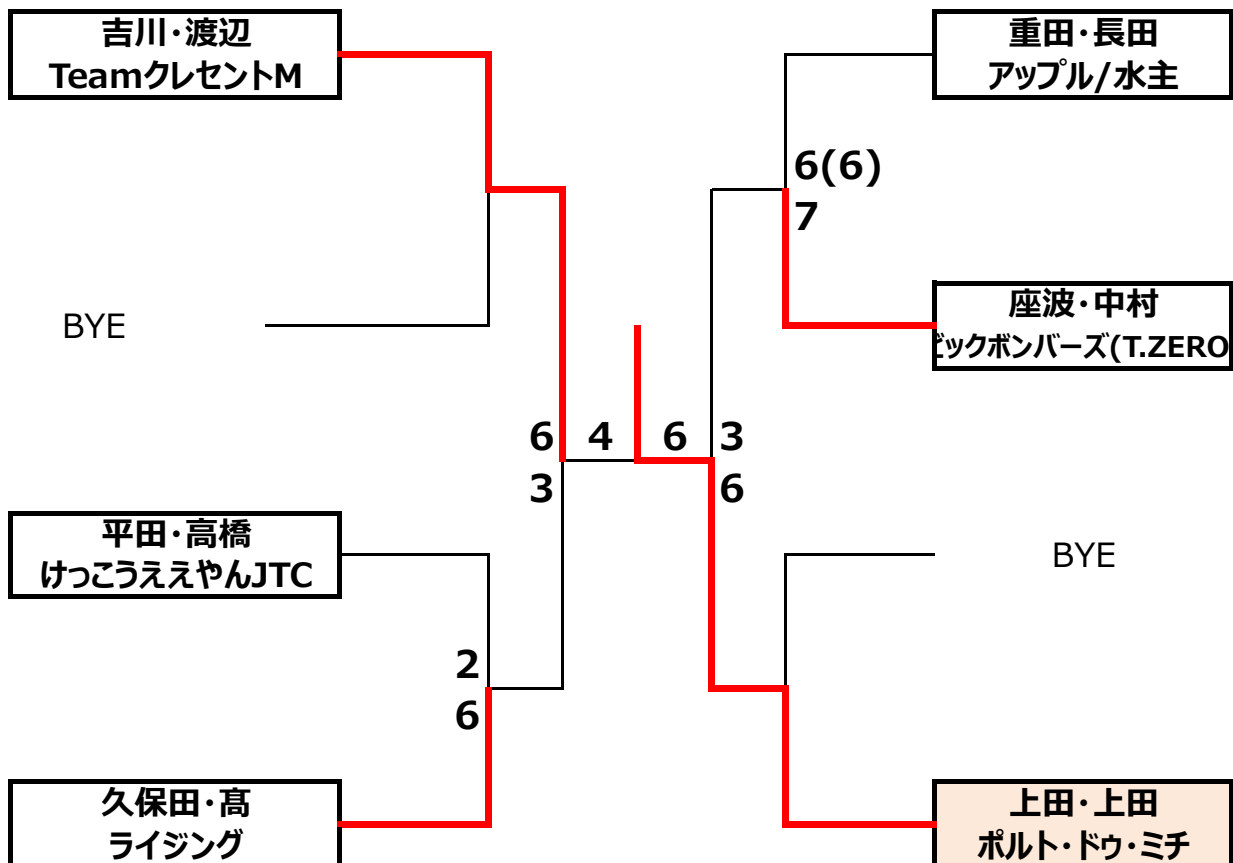 吉川・渡辺
TeamクレセントM
重田・長田
アップル/水主
6(6)
7
座波・中村
ビックボンバーズ(T.ZERO
BYE
6 4 6 3
3 6
平田・高橋
けっこうええやんJTC
BYE
2
6
久保田・髙
ライジング
上田・上田
ポルト・ドゥ・ミチ